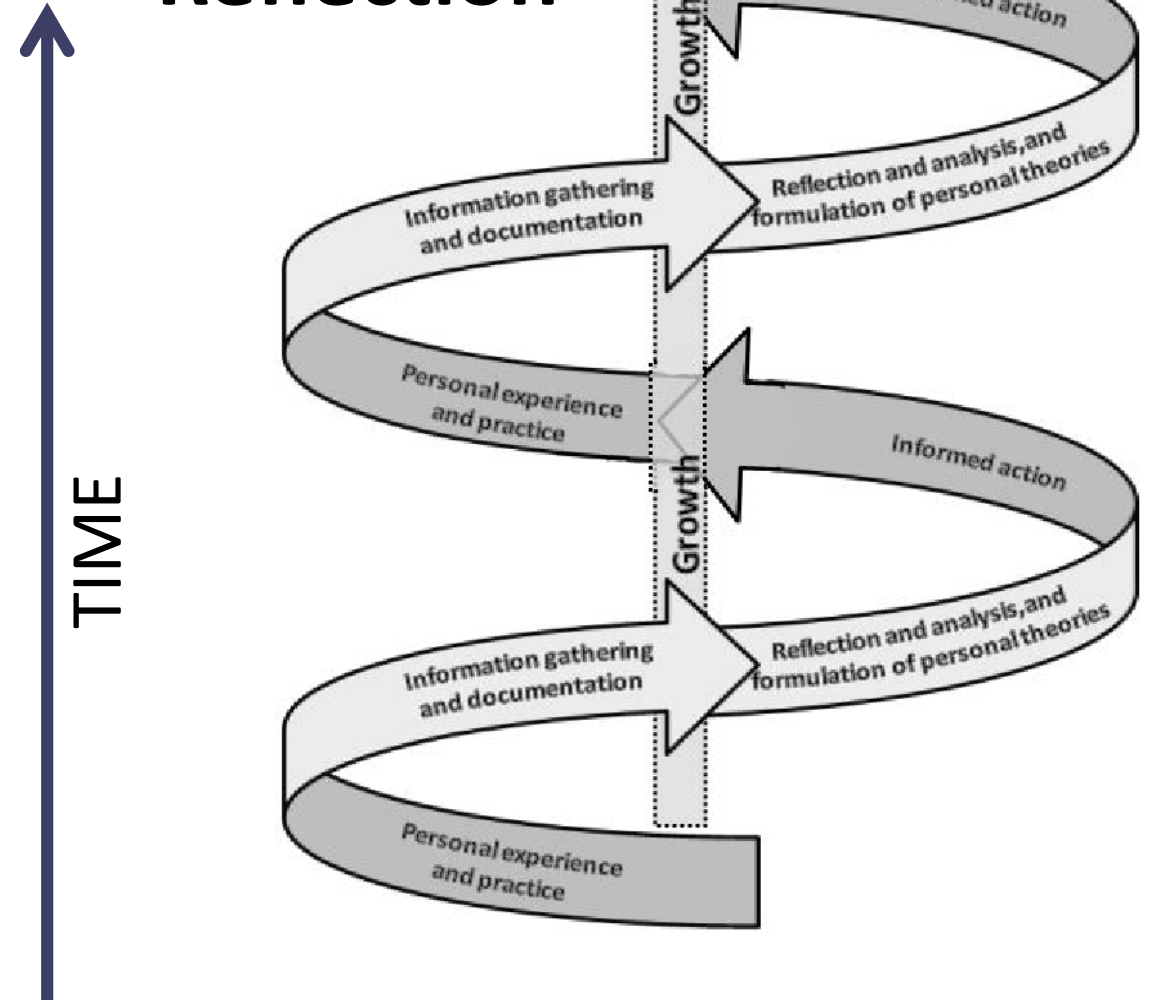 Reflection
action
Growth
Reflection and analysis,and
formulation of personal theories
Information gathering
and documentation
Personal experience
and practice
Informed action
Growth
TIME
Reflection and analysis,and
formulation of personal theories
Information gathering
and documentation
Personal experience
and practice